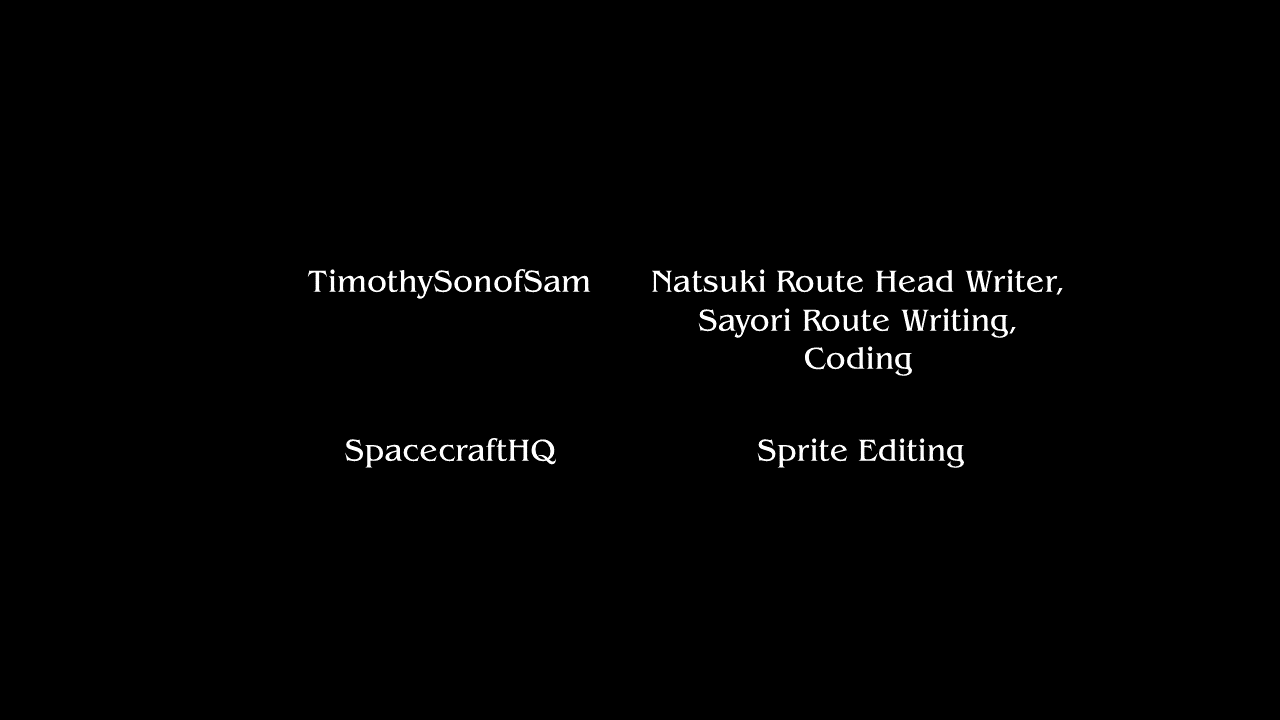 TimothySonofSam
Natsuki Route Head Writer,
Sayori Route Writing,
Coding
SpacecraftHQ
Sprite Editing